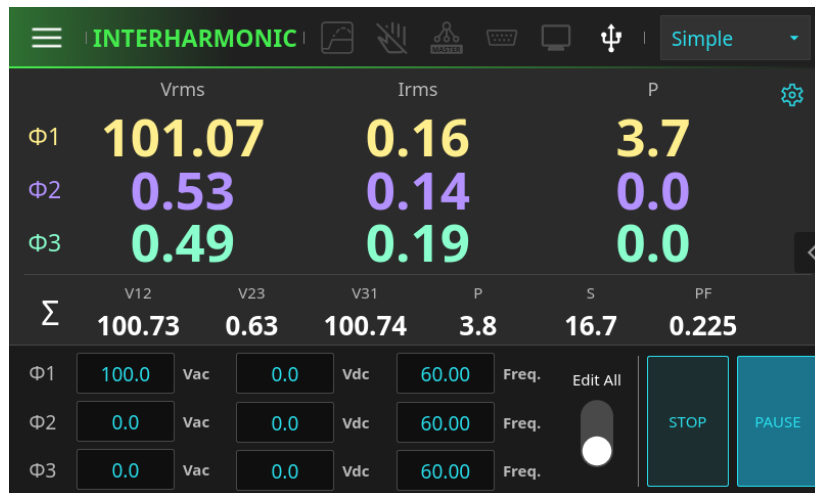 INTERHARMONIC MASTER Simple
Vrms Irms P
Φ1 101.07 0.16 3.7
Φ2 0.53 0.14 0.0
Φ3 0.49 0.19 0.0
V12 V23 V31 P S PF
Σ 100.73 0.63 100.74 3.8 16.7 0.225
Φ1 100.0 Vac 0.0 Vdc 60.00 Freq. Edit All
Φ2 0.0 Vac 0.0 Vdc 60.00 Freq. STOP PAUSE
Φ3 0.0 Vac 0.0 Vdc 60.00 Freq.